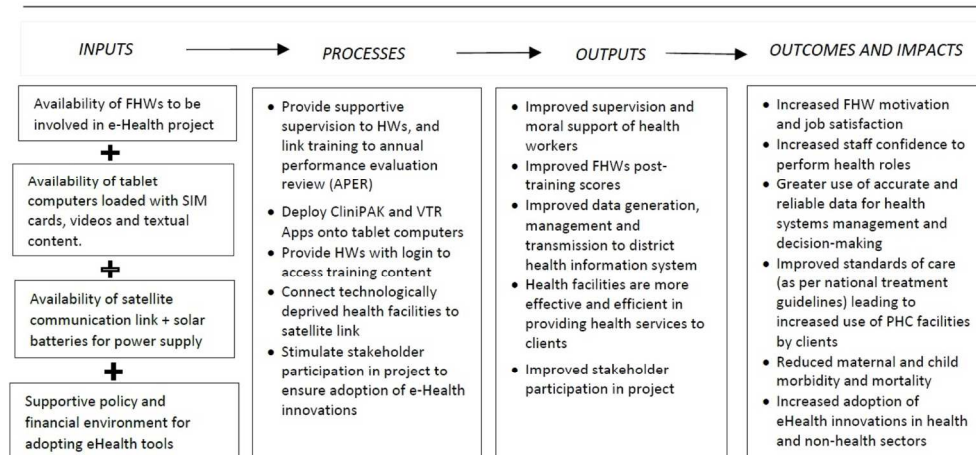 INPUTS
PROCESSES
OUTPUTS
OUTCOMES AND IMPACTS
Availability of FHWs to be
involved in e-Health project
+
Availability of tablet
computers loaded with SIM
cards, videos and textual
content.
+
Availability of satellite
communication link + solar
batteries for power supply
+
Supportive policy and
financial environment for
adopting eHealth tools
• Provide supportive
supervision to HWs, and
link training to annual
performance evaluation
review (APER)
• Deploy CliniPAK and VTR
Apps onto tablet computers
• Provide HWs with login to
access training content
• Connect technologically
deprived health facilities to
satellite link
• Stimulate stakeholder
participation in project to
ensure adoption of e-Health
innovations
• Improved supervision and
moral support of health
workers
• Improved FHWs post-
training scores
• Improved data generation,
management and
transmission to district
health information system
• Health facilities are more
effective and efficient in
providing health services to
clients
• Improved stakeholder
participation in project
• Increased FHW motivation
and job satisfaction
• Increased staff confidence to
perform health roles
• Greater use of accurate and
reliable data for health
systems management and
decision-making
• Improved standards of care
(as per national treatment
guidelines) leading to
increased use of PHC facilities
by clients
• Reduced maternal and child
morbidity and mortality
• Increased adoption of
eHealth innovations in health
and non-health sectors